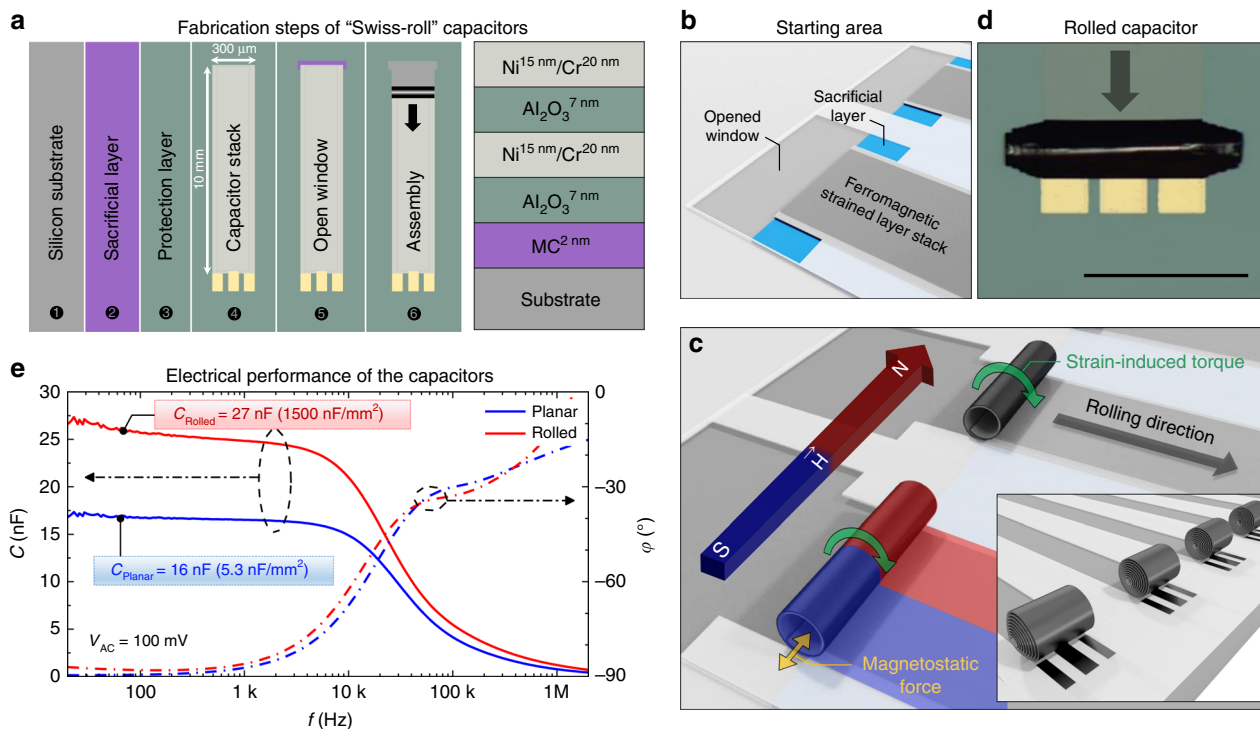 a
Fabrication steps of “Swiss-roll” capacitors
Silicon substrate
❶
Sacrificial layer
❷
Protection layer
❸
300 μm
10 mm
Capacitor stack
❹
Open window
❺
Assembly
❻
Ni¹⁵ ⁿᵐ/Cr²⁰ ⁿᵐ
Al₂O₃⁷ ⁿᵐ
Ni¹⁵ ⁿᵐ/Cr²⁰ ⁿᵐ
Al₂O₃⁷ ⁿᵐ
MC² ⁿᵐ
Substrate
b
Starting area
Opened
window
Sacrificial
layer
Ferromagnetic
strained layer stack
d
Rolled capacitor
c
S
H
N
Strain-induced torque
Rolling direction
Magnetostatic
force
e
Electrical performance of the capacitors
C (nF)
30
25
20
15
10
5
0
C_Rolled = 27 nF (1500 nF/mm²)
C_Planar = 16 nF (5.3 nF/mm²)
V_AC = 100 mV
Planar
Rolled
0
−30
−60
−90
φ (°)
100
1 k
10 k
100 k
1M
f (Hz)